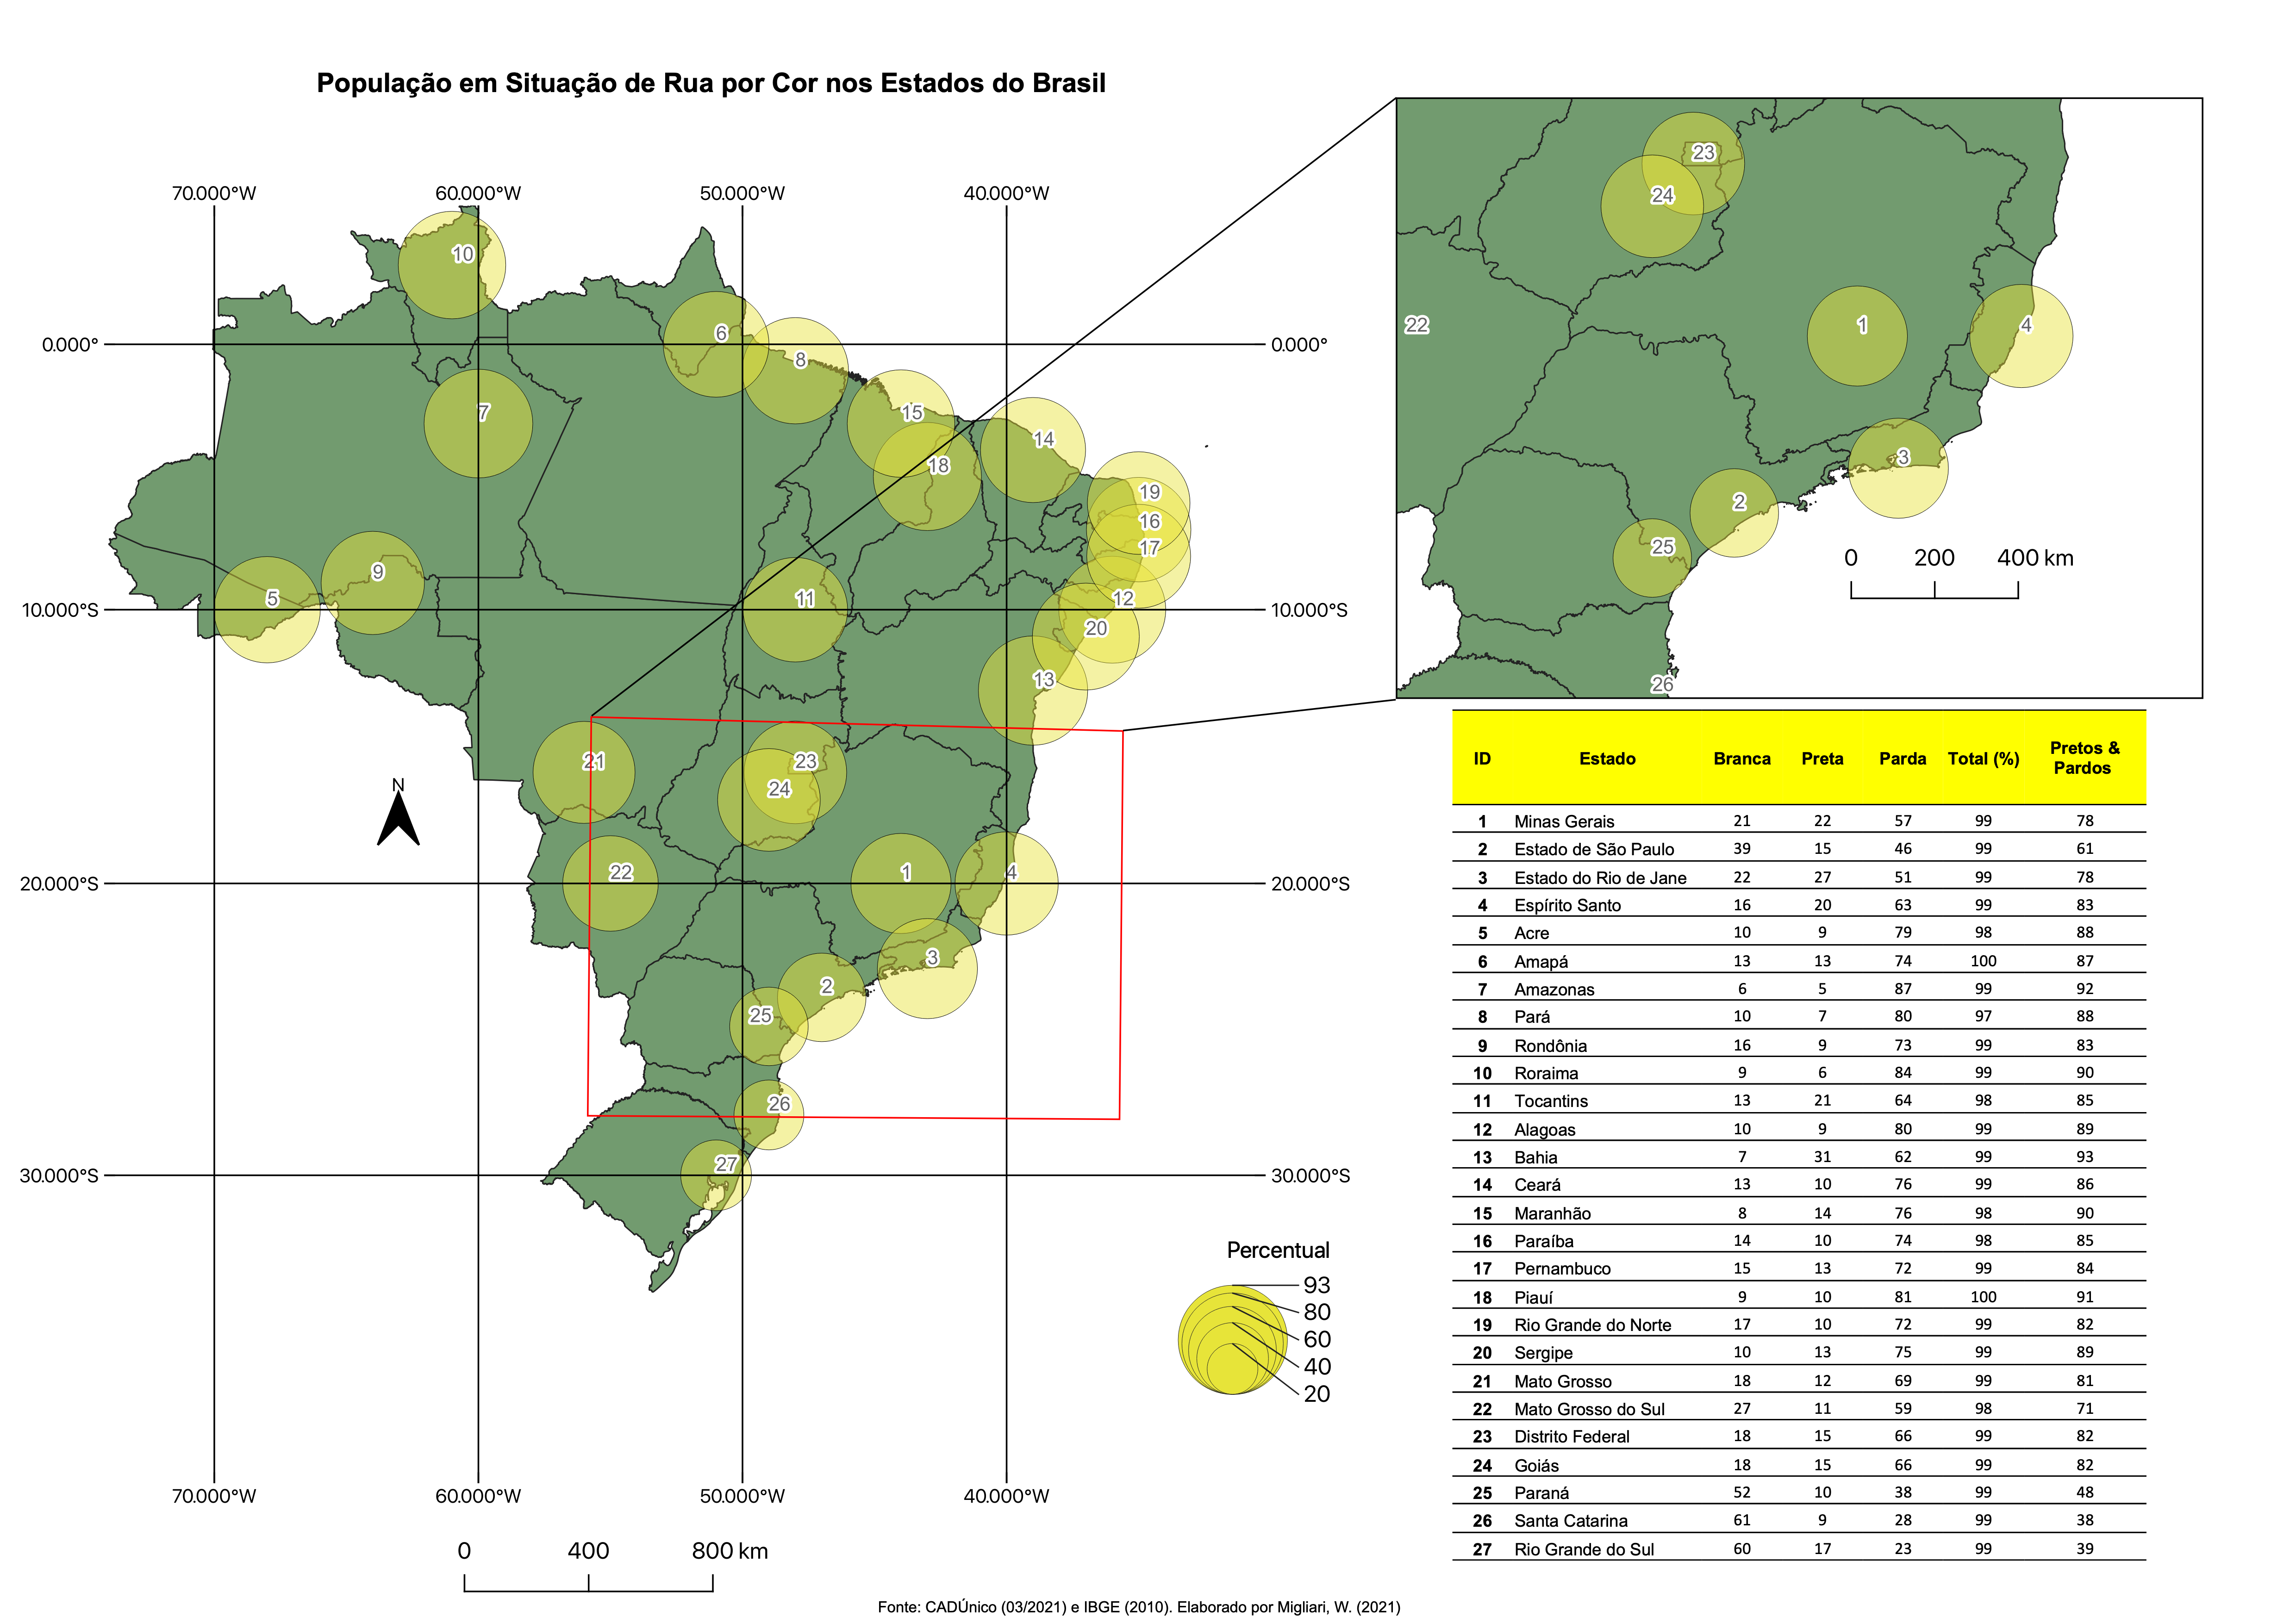 População em Situação de Rua por Cor nos Estados do Brasil
70.000°W 60.000°W 50.000°W 40.000°W
0.000° 0.000°
10.000°S 10.000°S
20.000°S 20.000°S
30.000°S 30.000°S
70.000°W 60.000°W 50.000°W 40.000°W
10
6
8
7
15
14
18
19
16
17
9
5
11
12
20
13
21
23
24
22
1
4
3
2
25
26
27
N
0 400 800 km
Percentual
93
80
60
40
20
23
24
22
1
4
3
2
25
26
0 200 400 km
ID Estado Branca Preta Parda Total (%) Pretos &
Pardos
1 Minas Gerais 21 22 57 99 78
2 Estado de São Paulo 39 15 46 99 61
3 Estado do Rio de Jane 22 27 51 99 78
4 Espírito Santo 16 20 63 99 83
5 Acre 10 9 79 98 88
6 Amapá 13 13 74 100 87
7 Amazonas 6 5 87 99 92
8 Pará 10 7 80 97 88
9 Rondônia 16 9 73 99 83
10 Roraima 9 6 84 99 90
11 Tocantins 13 21 64 98 85
12 Alagoas 10 9 80 99 89
13 Bahia 7 31 62 99 93
14 Ceará 13 10 76 99 86
15 Maranhão 8 14 76 98 90
16 Paraíba 14 10 74 98 85
17 Pernambuco 15 13 72 99 84
18 Piauí 9 10 81 100 91
19 Rio Grande do Norte 17 10 72 99 82
20 Sergipe 10 13 75 99 89
21 Mato Grosso 18 12 69 99 81
22 Mato Grosso do Sul 27 11 59 98 71
23 Distrito Federal 18 15 66 99 82
24 Goiás 18 15 66 99 82
25 Paraná 52 10 38 99 48
26 Santa Catarina 61 9 28 99 38
27 Rio Grande do Sul 60 17 23 99 39
Fonte: CADÚnico (03/2021) e IBGE (2010). Elaborado por Migliari, W. (2021)